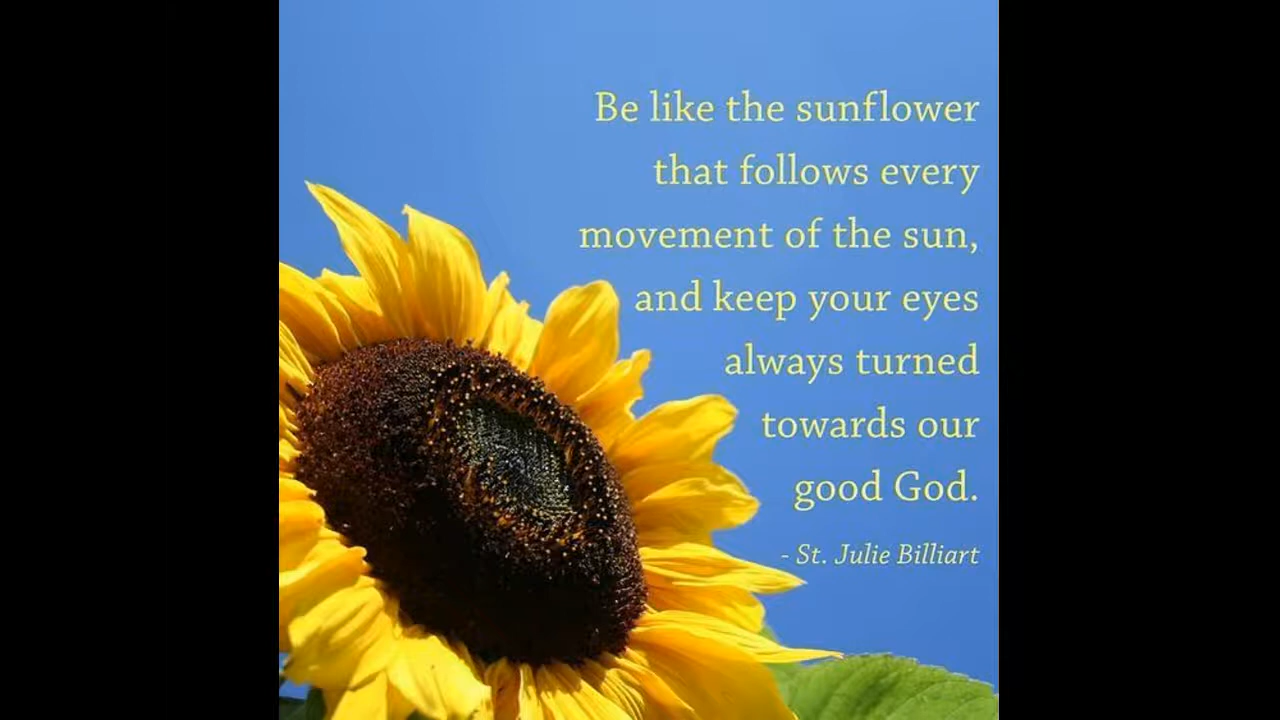 Be like the sunflower
that follows every
movement of the sun,
and keep your eyes
always turned
towards our
good God.
- St. Julie Billiart